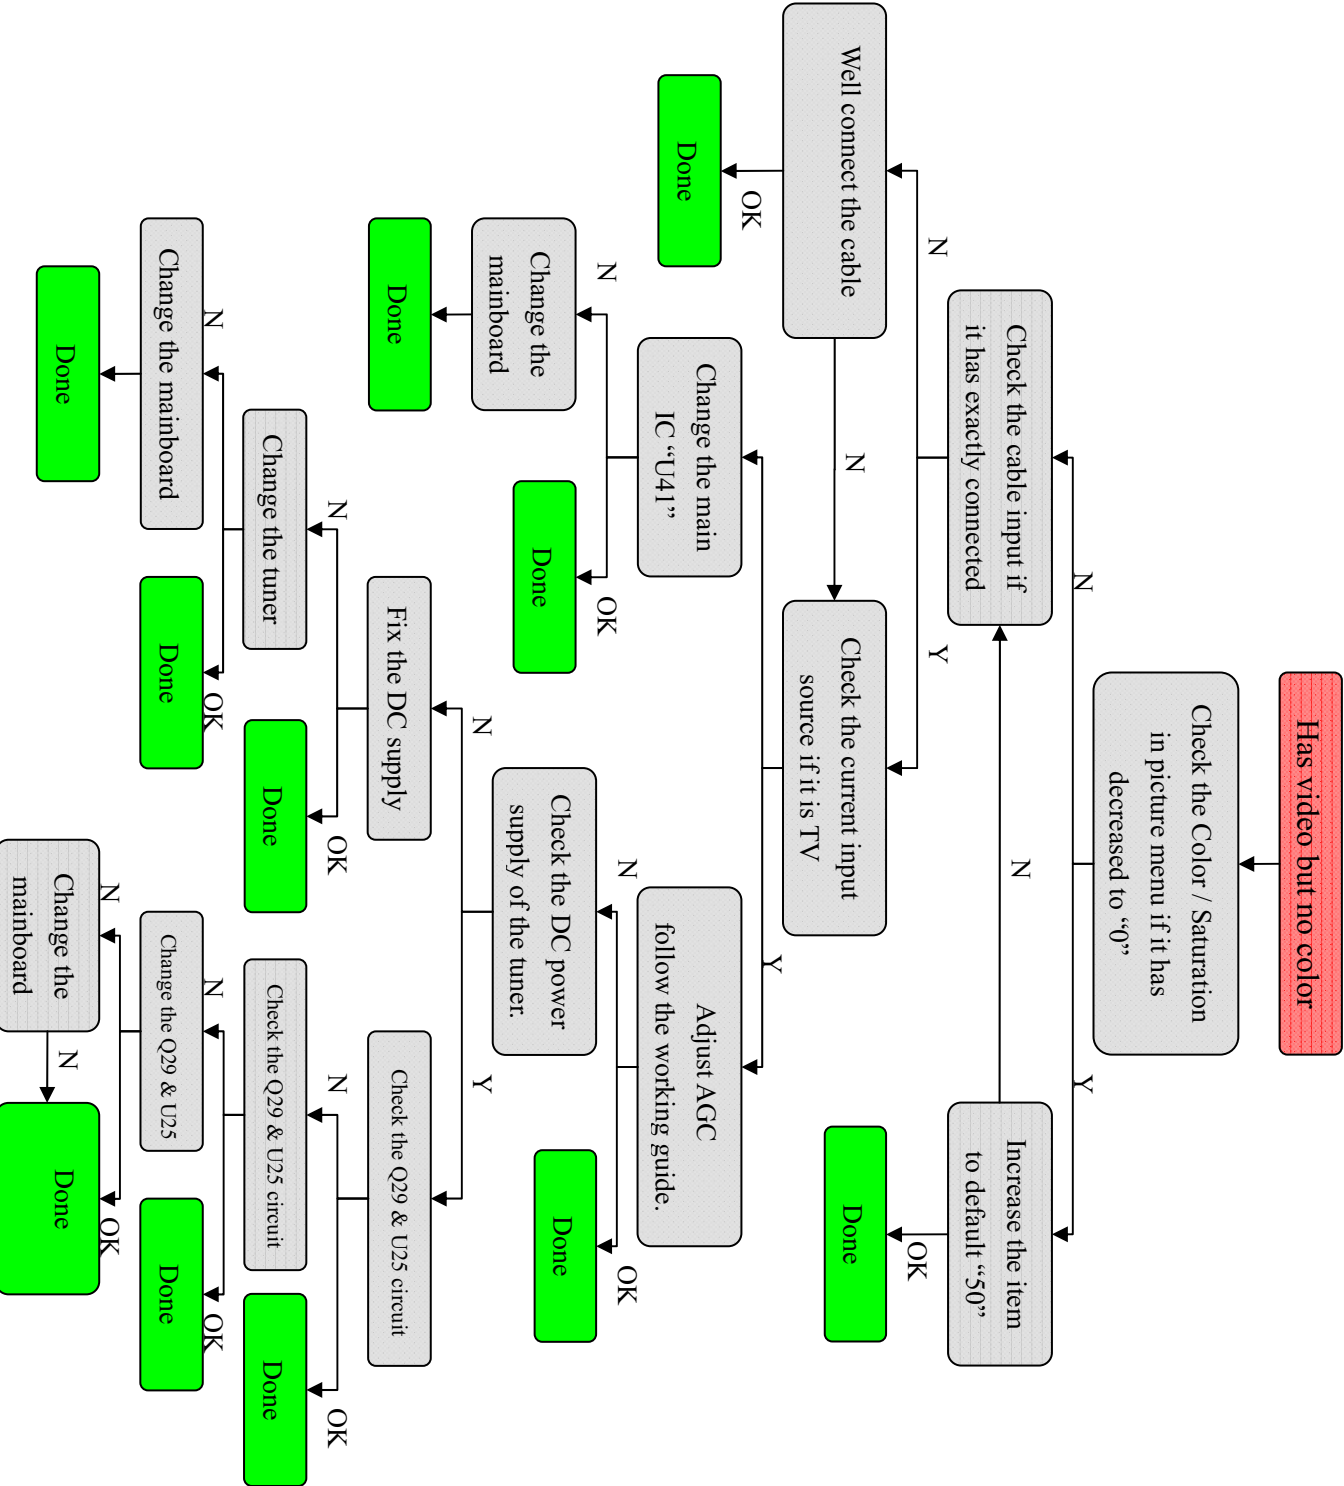 Has video but no color
Check the Color / Saturation
in picture menu if it has
decreased to “0”
N
Y
Check the cable input if
it has exactly connected
N
Increase the item
to default “50”
N
Y
OK
Well connect the cable
N
Check the current input
source if it is TV
Done
OK
Y
Done
Change the main
IC “U41”
Adjust AGC
follow the working guide.
N
OK
N
OK
Change the
mainboard
Done
Check the DC power
supply of the tuner.
Done
N
Y
Done
Fix the DC supply
Check the Q29 & U25 circuit
N
OK
N
OK
Change the tuner
Done
Check the Q29 & U25 circuit
Done
N
OK
N
OK
Change the mainboard
Done
Change the Q29 & U25
Done
N
OK
Done
Change the
mainboard
N
Done